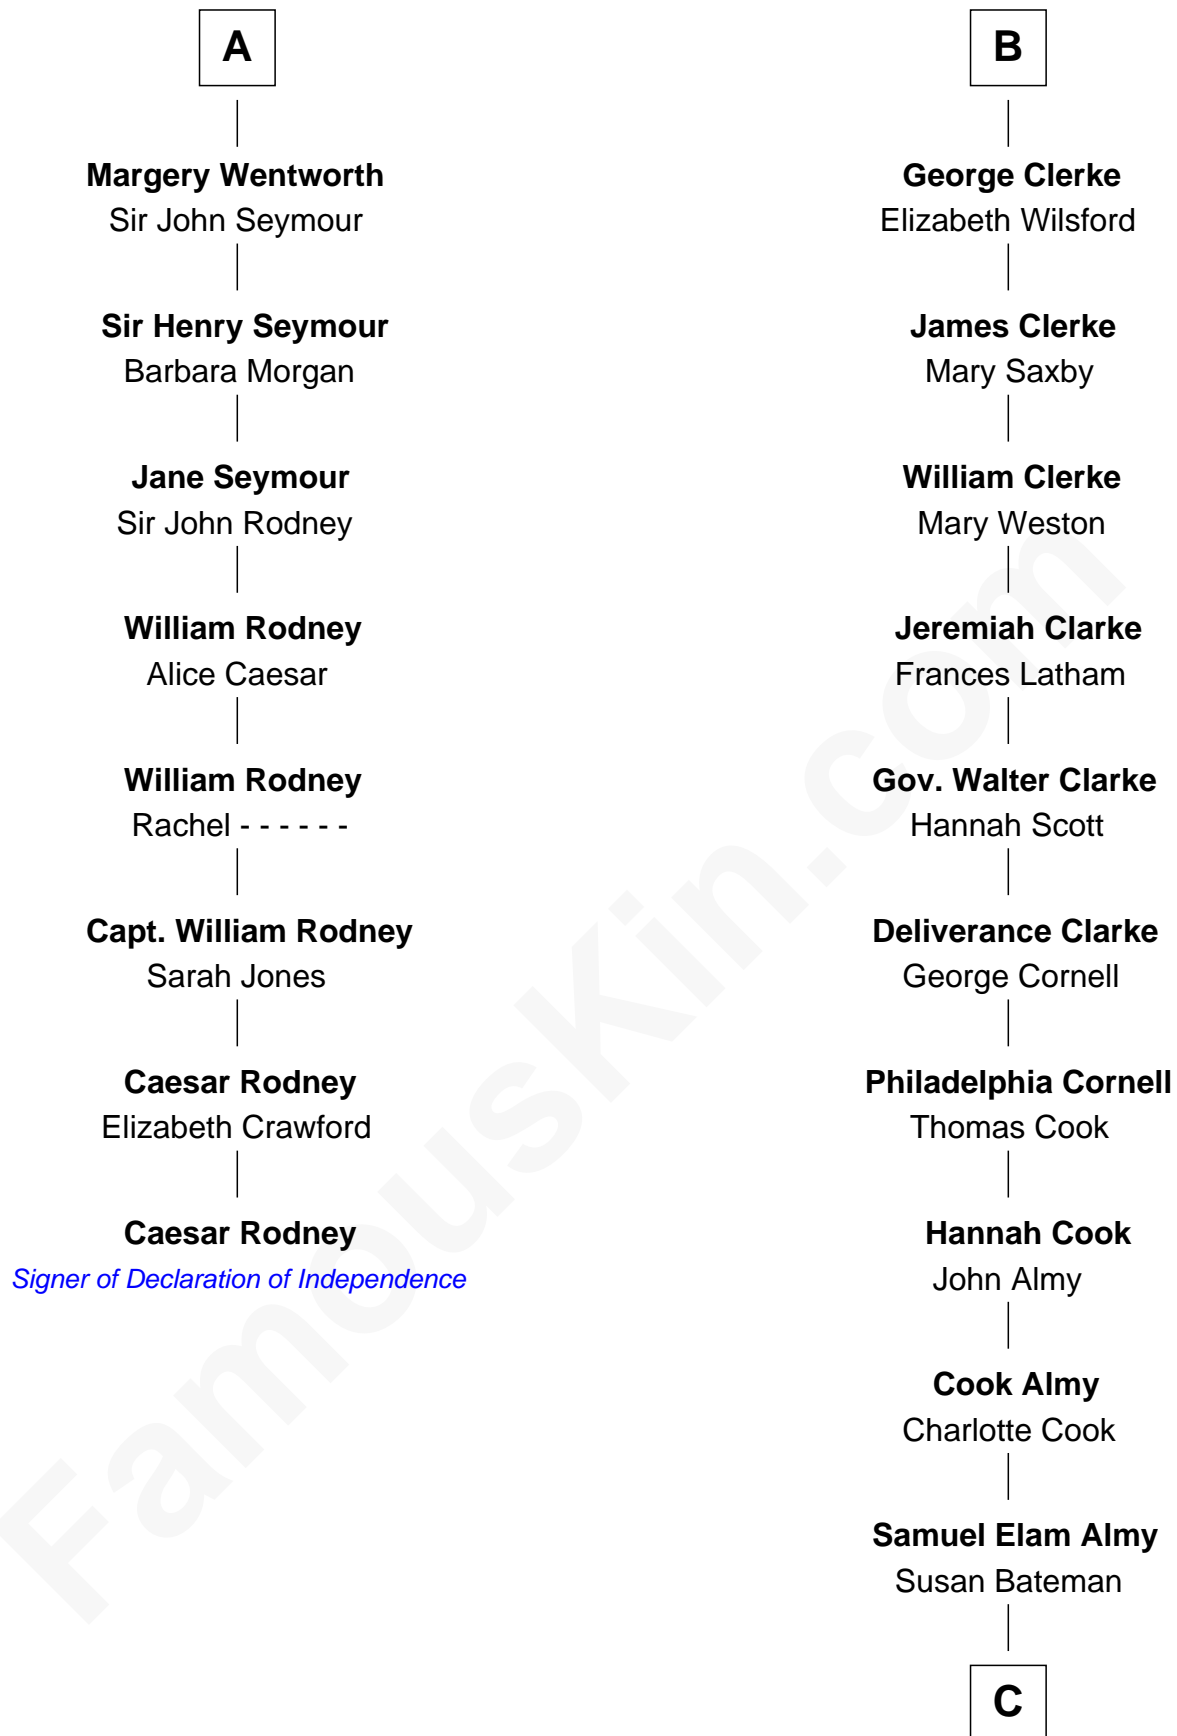 A
Margery Wentworth
Sir John Seymour
Sir Henry Seymour
Barbara Morgan
Jane Seymour
Sir John Rodney
William Rodney
Alice Caesar
William Rodney
Rachel - - - - - -
Capt. William Rodney
Sarah Jones
Caesar Rodney
Elizabeth Crawford
Caesar Rodney
Signer of Declaration of Independence
B
George Clerke
Elizabeth Wilsford
James Clerke
Mary Saxby
William Clerke
Mary Weston
Jeremiah Clarke
Frances Latham
Gov. Walter Clarke
Hannah Scott
Deliverance Clarke
George Cornell
Philadelphia Cornell
Thomas Cook
Hannah Cook
John Almy
Cook Almy
Charlotte Cook
Samuel Elam Almy
Susan Bateman
C
FamousKin.com